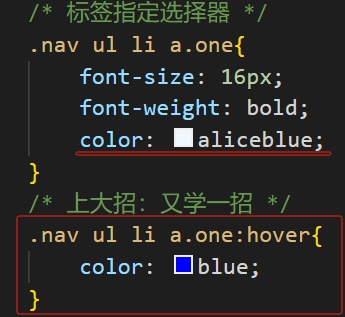 /* 标签指定选择器 */
.nav ul li a.one{
font-size: 16px;
font-weight: bold;
color: aliceblue;
}
/* 上大招：又学一招 */
.nav ul li a.one:hover{
color: blue;
}